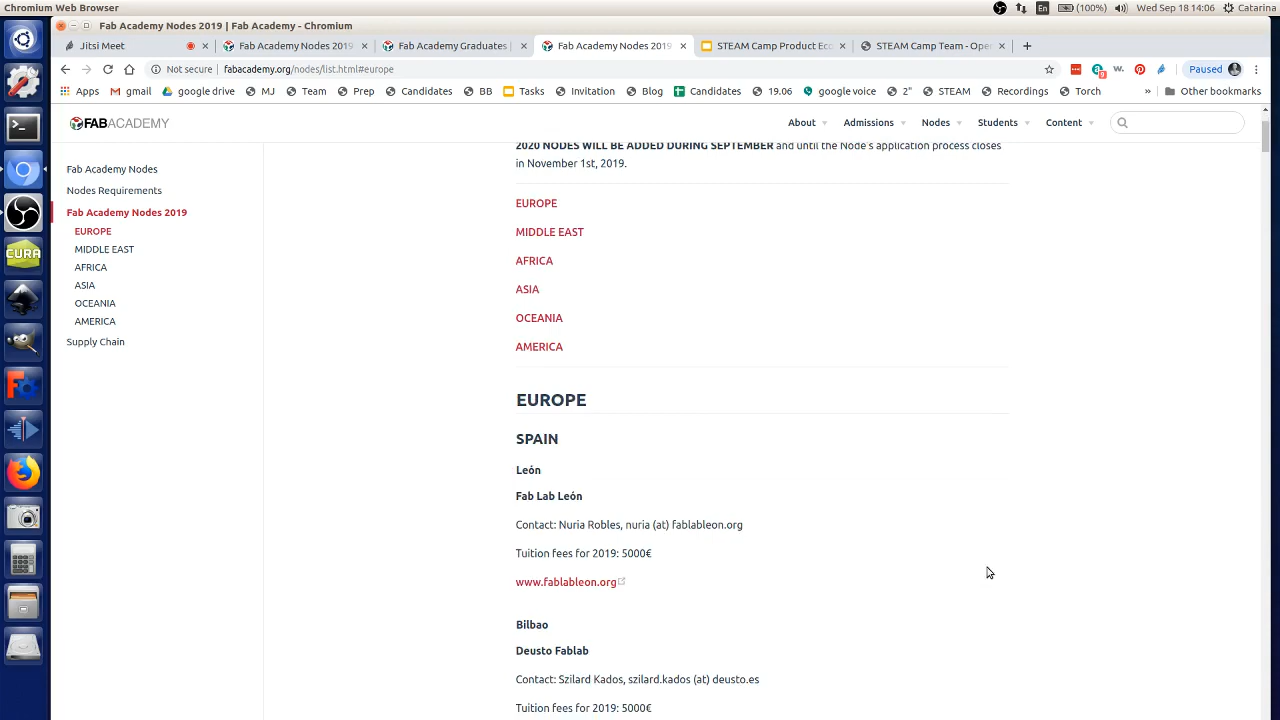 Chromium Web Browser
En
(100%)
Wed Sep 18 14:06
Catarina
Fab Academy Nodes 2019 | Fab Academy - Chromium
Jitsi Meet
Fab Academy Nodes 2019
Fab Academy Graduates |
Fab Academy Nodes 2019
STEAM Camp Product Eco
STEAM Camp Team - Ope
Not secure
fabacademy.org/nodes/list.html#europe
Paused
Apps
gmail
google drive
MJ
Team
Prep
Candidates
BB
Tasks
Invitation
Blog
Candidates
19.06
google voice
2"
STEAM
Recordings
Torch
»
Other bookmarks
FABACADEMY
About
Admissions
Nodes
Students
Content
Fab Academy Nodes
Nodes Requirements
Fab Academy Nodes 2019
EUROPE
MIDDLE EAST
AFRICA
ASIA
OCEANIA
AMERICA
Supply Chain
2020 NODES WILL BE ADDED DURING SEPTEMBER and until the Node's application process closes
in November 1st, 2019.
EUROPE
MIDDLE EAST
AFRICA
ASIA
OCEANIA
AMERICA
EUROPE
SPAIN
León
Fab Lab León
Contact: Nuria Robles, nuria (at) fablableon.org
Tuition fees for 2019: 5000€
www.fablableon.org
Bilbao
Deusto Fablab
Contact: Szilard Kados, szilard.kados (at) deusto.es
Tuition fees for 2019: 5000€
CURA